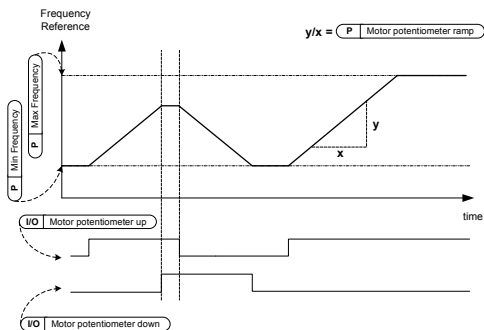 Frequency
Reference
y/x = P Motor potentiometer ramp
P Max Frequency
P Min Frequency
y
x
time
I/O Motor potentiometer up
I/O Motor potentiometer down